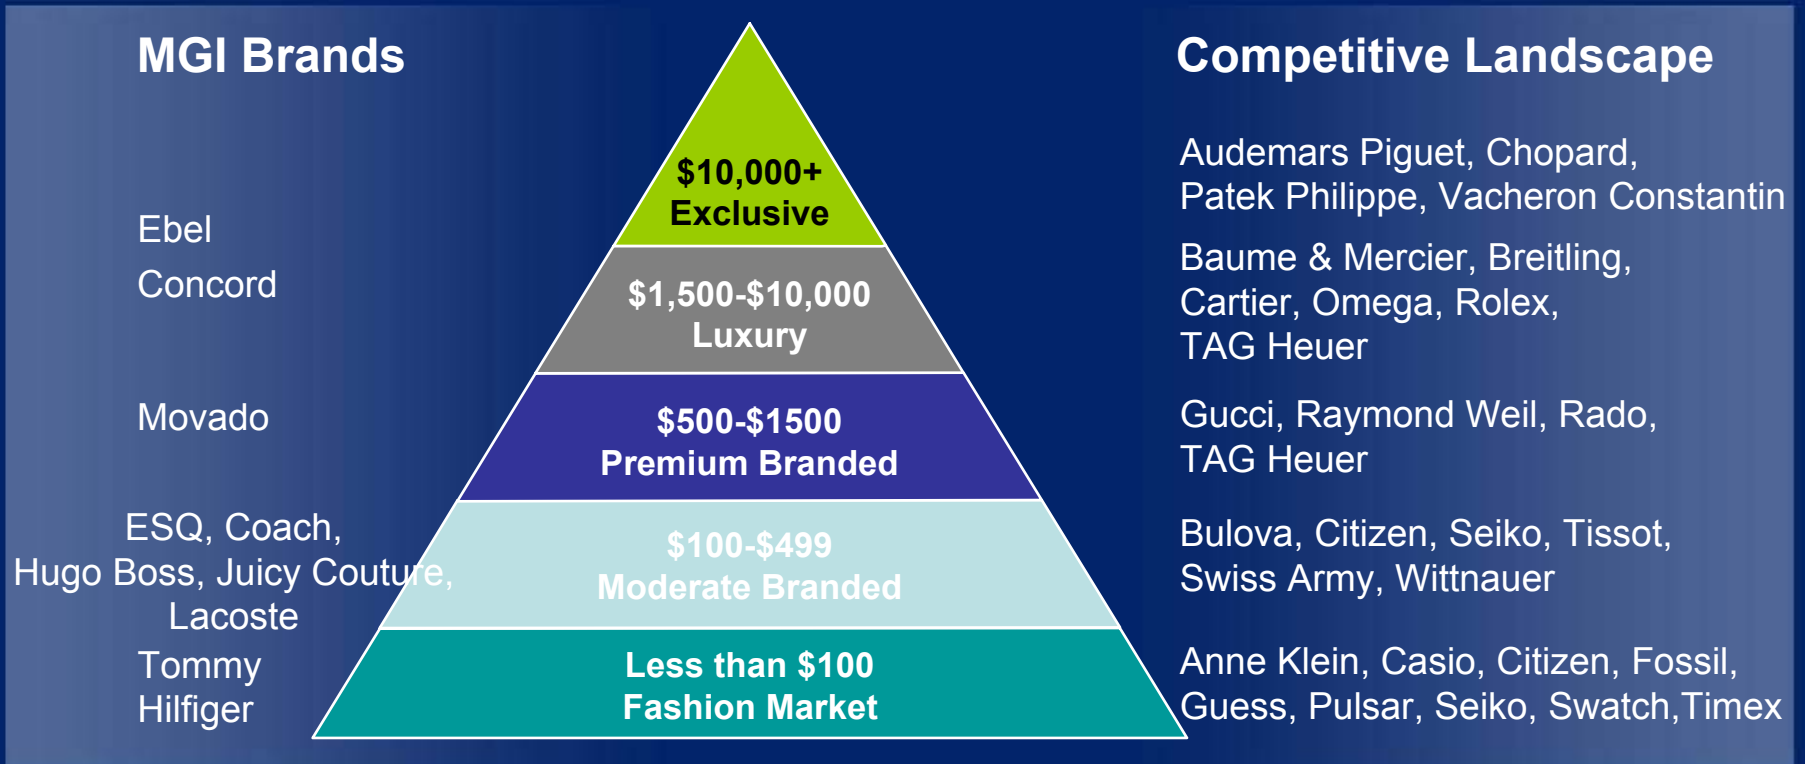 MGI Brands
Ebel
Concord
Movado
ESQ, Coach,
Hugo Boss, Juicy Couture,
Lacoste
Tommy
Hilfiger
$10,000+
Exclusive
$1,500-$10,000
Luxury
$500-$1500
Premium Branded
$100-$499
Moderate Branded
Less than $100
Fashion Market
Competitive Landscape
Audemars Piguet, Chopard,
Patek Philippe, Vacheron Constantin
Baume & Mercier, Breitling,
Cartier, Omega, Rolex,
TAG Heuer
Gucci, Raymond Weil, Rado,
TAG Heuer
Bulova, Citizen, Seiko, Tissot,
Swiss Army, Wittnauer
Anne Klein, Casio, Citizen, Fossil,
Guess, Pulsar, Seiko, Swatch,Timex